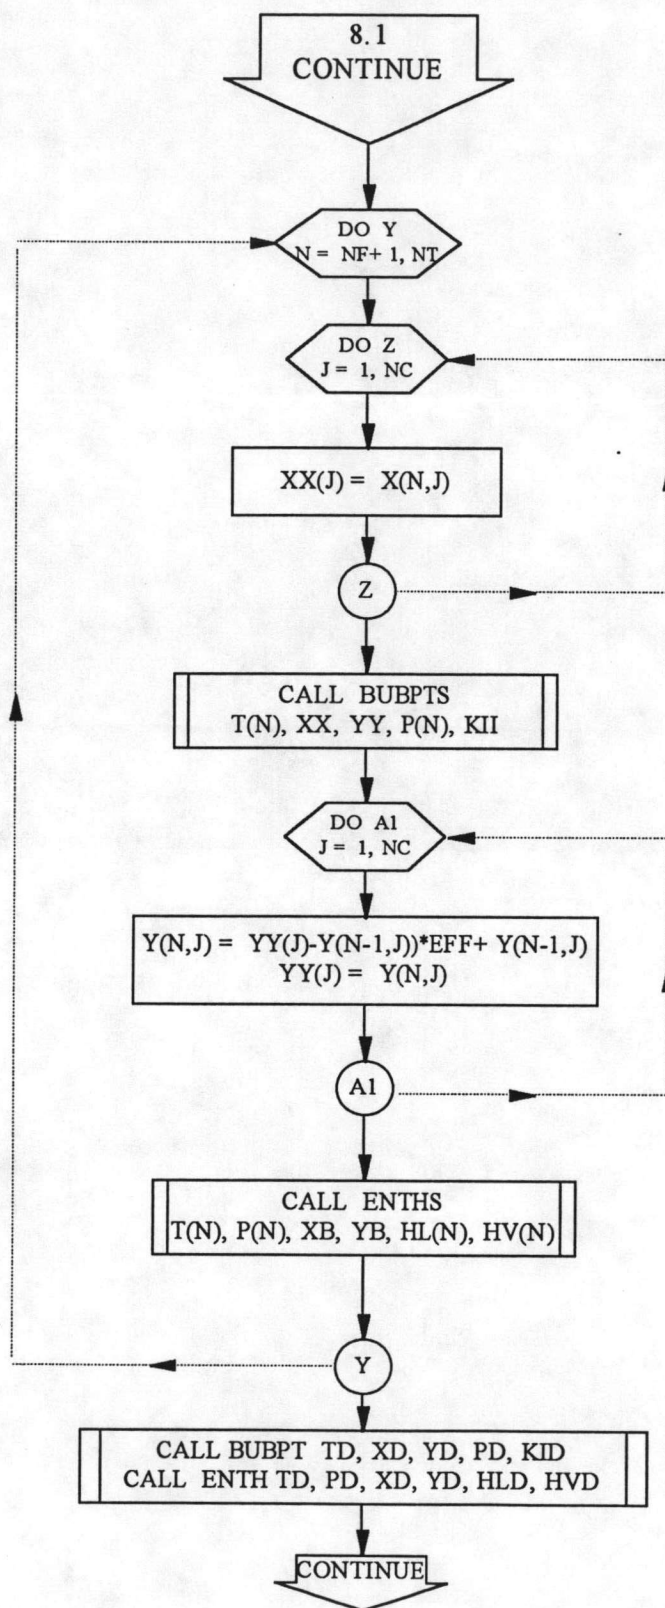 8.1
CONTINUE
DO Y
N = NF+ 1, NT
DO Z
J = 1, NC
XX(J) = X(N,J)
Z
CALL BUBPTS
T(N), XX, YY, P(N), KII
DO A1
J = 1, NC
Y(N,J) = YY(J)-Y(N-1,J))*EFF+ Y(N-1,J)
YY(J) = Y(N,J)
A1
CALL ENTHS
T(N), P(N), XB, YB, HL(N), HV(N)
Y
CALL BUBPT TD, XD, YD, PD, KID
CALL ENTH TD, PD, XD, YD, HLD, HVD
CONTINUE